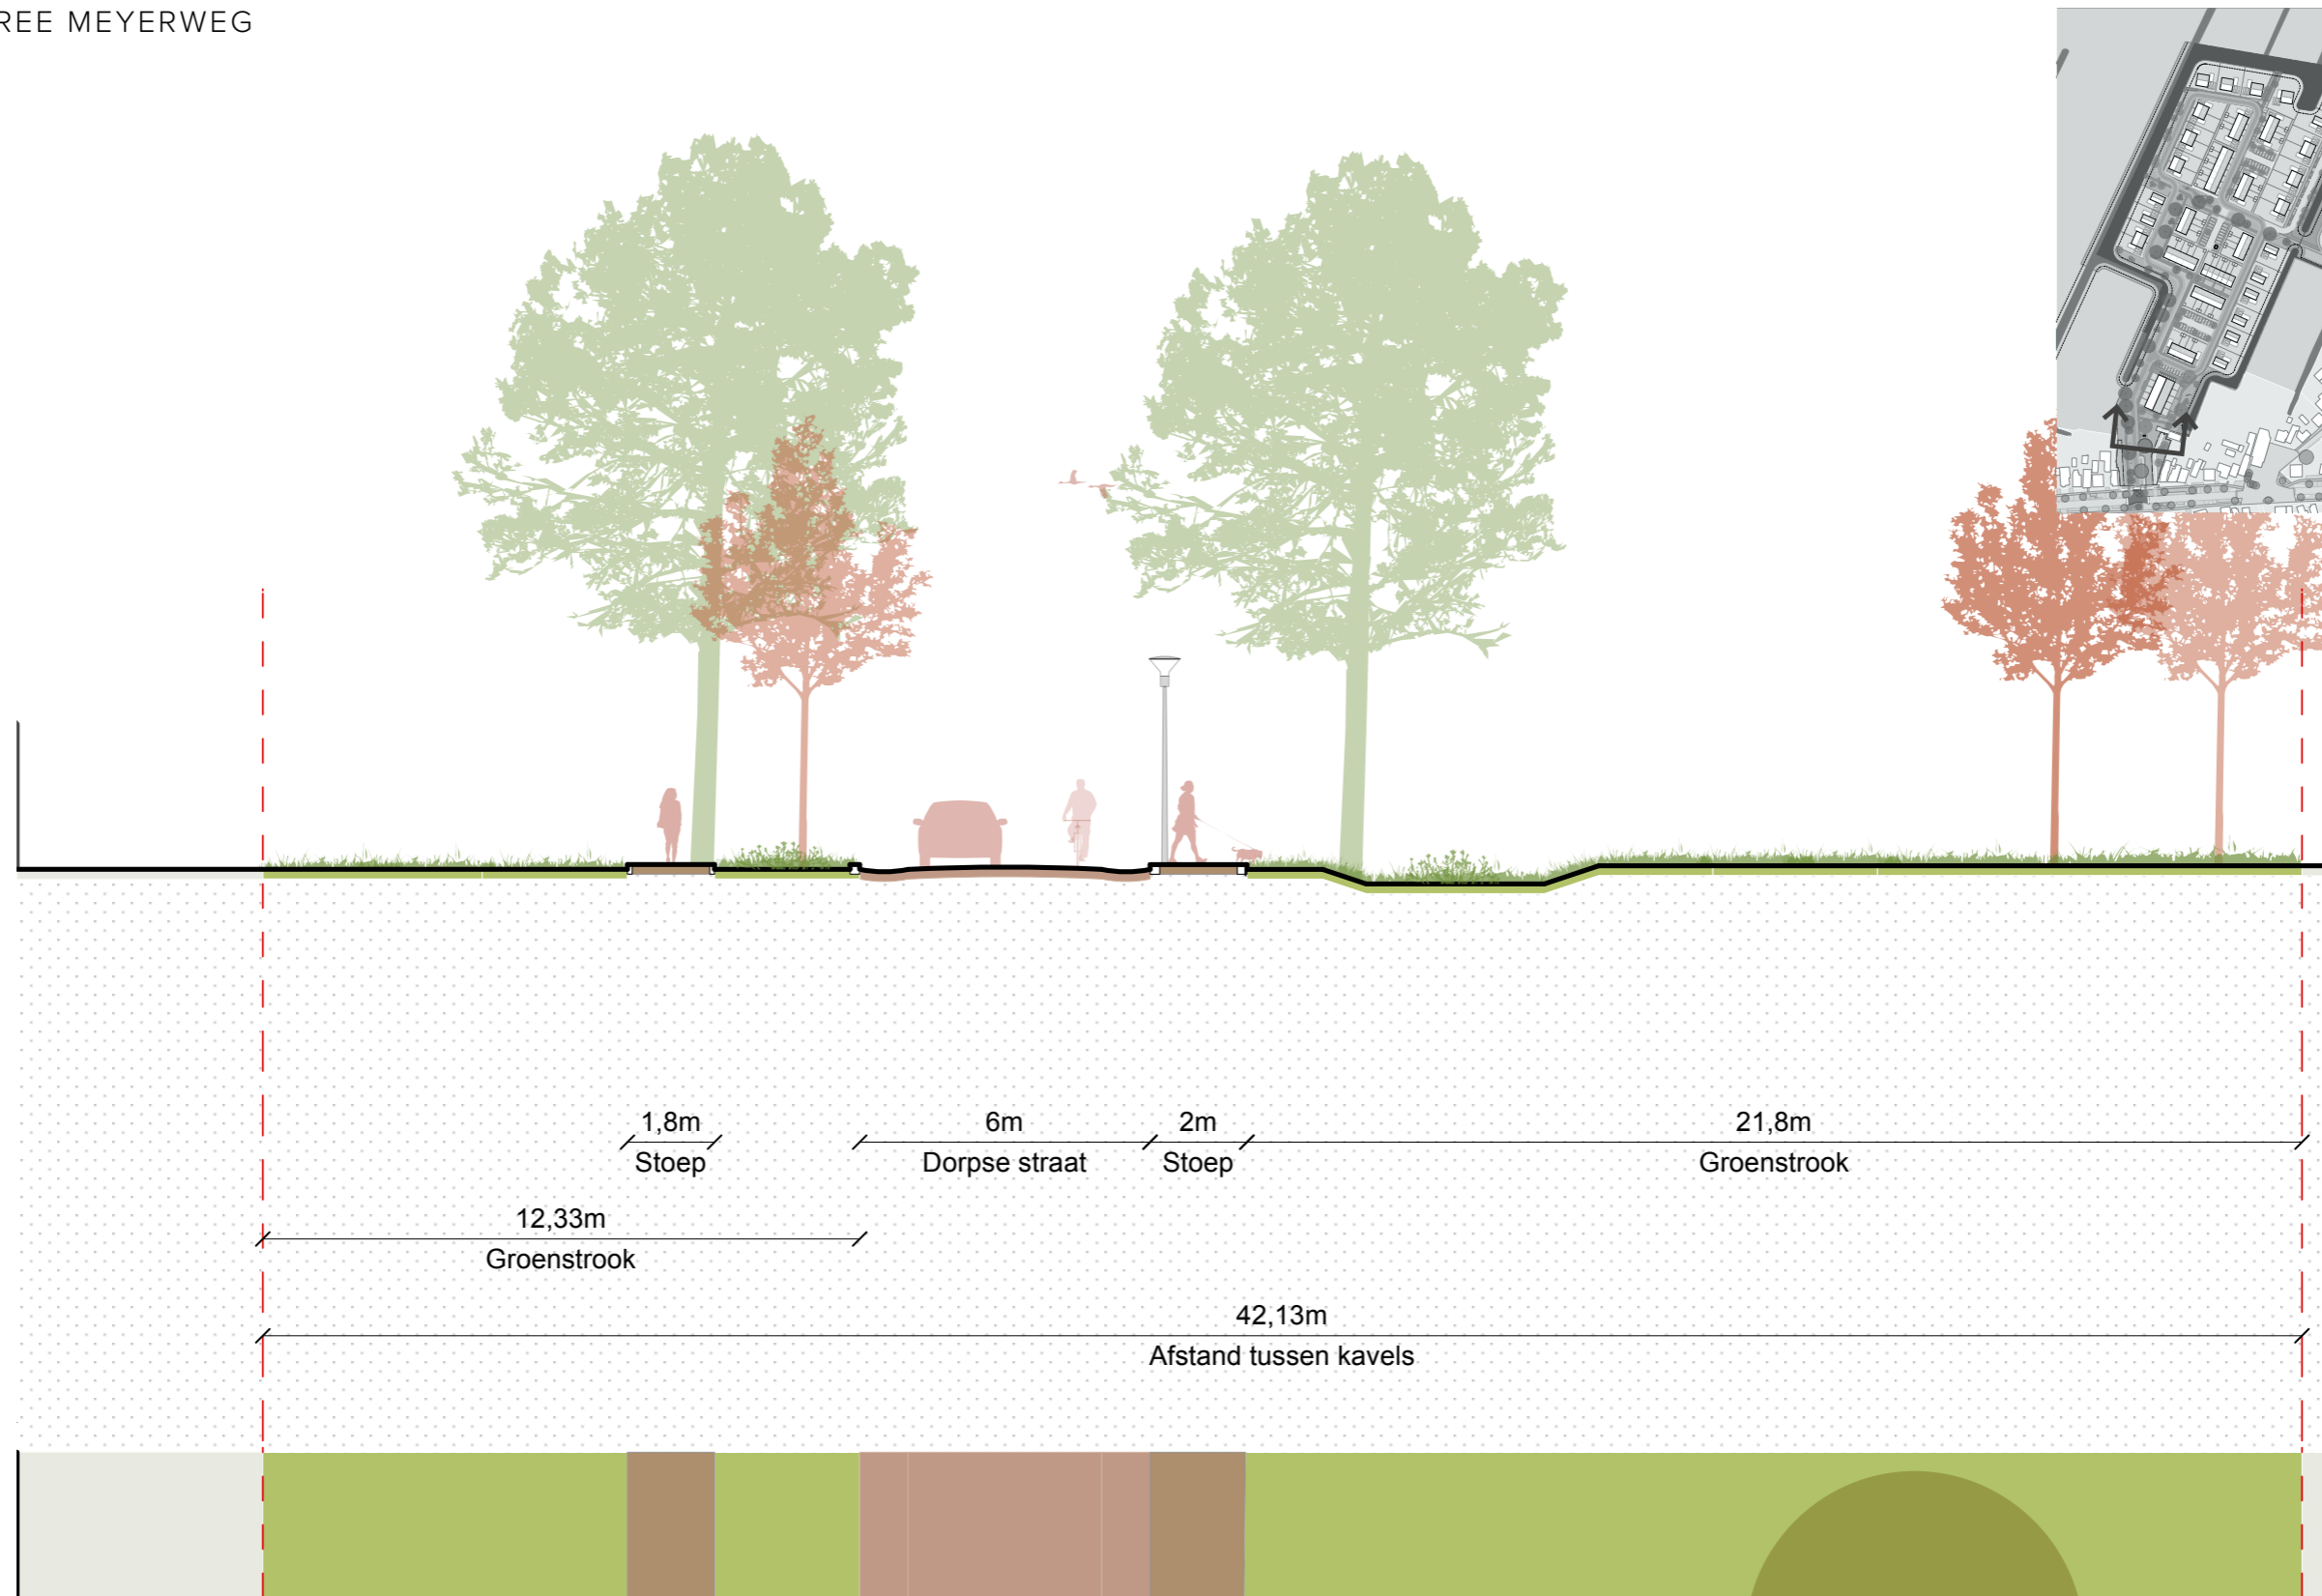 REE MEYERWEG
1,8m
Stoep
6m
Dorpse straat
2m
Stoep
21,8m
Groenstrook
12,33m
Groenstrook
42,13m
Afstand tussen kavels